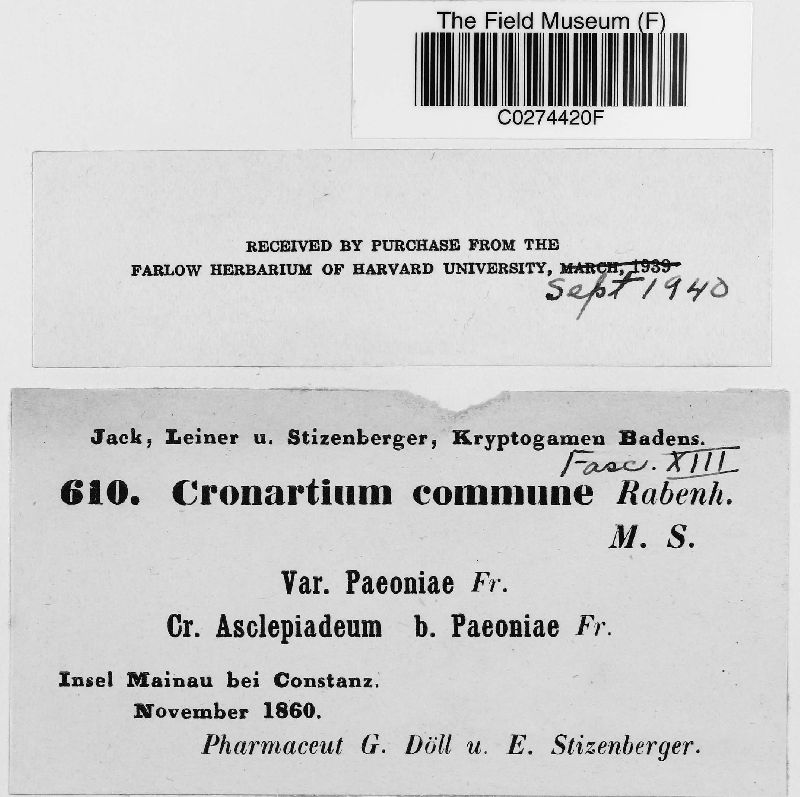 The Field Museum (F)
C0274420F
RECEIVED BY PURCHASE FROM THE
FARLOW HERBARIUM OF HARVARD UNIVERSITY, MARCH, 1939
Sept 1940
Jack, Leiner u. Stizenberger, Kryptogamen Badens.
Fasc. XIII
610. Cronartium commune Rabenh.
M. S.
Var. Paeoniae Fr.
Cr. Asclepiadeum b. Paeoniae Fr.
Insel Mainau bei Constanz.
November 1860.
Pharmaceut G. Döll u. E. Stizenberger.